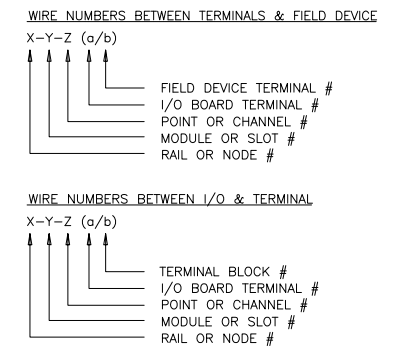 WIRE NUMBERS BETWEEN TERMINALS & FIELD DEVICE
X-Y-Z (a/b)
FIELD DEVICE TERMINAL #
I/O BOARD TERMINAL #
POINT OR CHANNEL #
MODULE OR SLOT #
RAIL OR NODE #
WIRE NUMBERS BETWEEN I/O & TERMINAL
X-Y-Z (a/b)
TERMINAL BLOCK #
I/O BOARD TERMINAL #
POINT OR CHANNEL #
MODULE OR SLOT #
RAIL OR NODE #